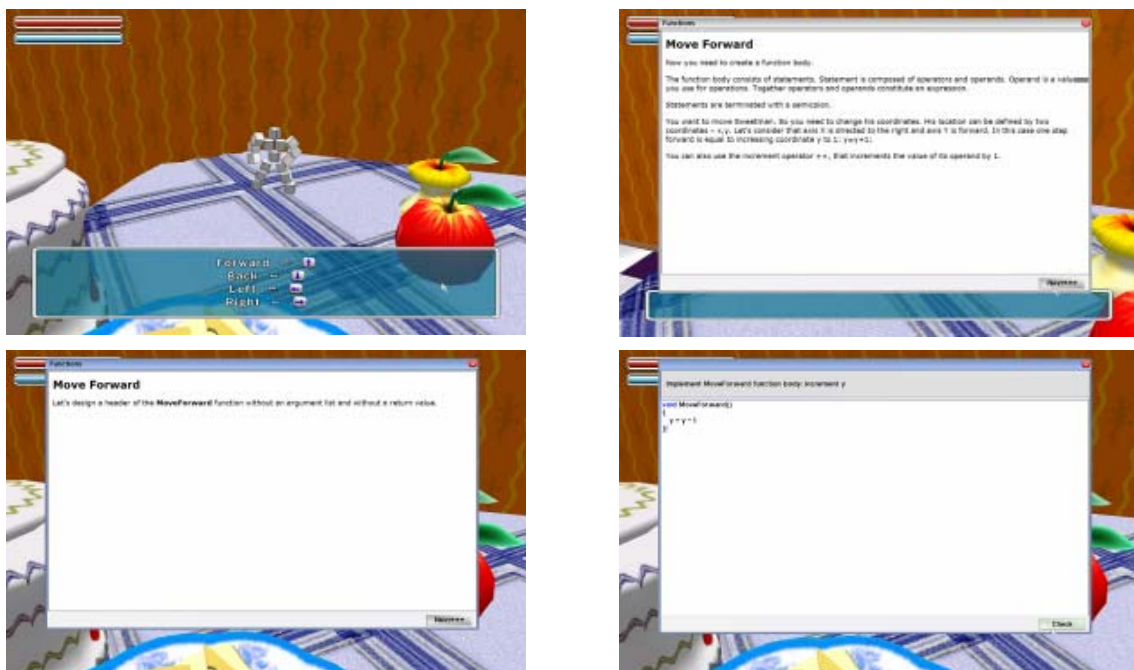 Forward –
Back –
Left –
Right –
Functions
Move Forward
Now you need to create a function body.
The function body consists of statements. Statement is composed of operators and operands. Operand is a value
you use for operations. Together operators and operands constitute an expression.
Statements are terminated with a semicolon.
You want to move Sweetman. So you need to change his coordinates. His location can be defined by two
coordinates – x,y. Let's consider that axis X is directed to the right and axis Y is forward. In this case one step
forward is equal to increasing coordinate y to 1: y=y+1;
You can also use the increment operator ++, that increments the value of its operand by 1.
Functions
Move Forward
Let's design a header of the MoveForward function without an argument list and without a return value.
Implement MoveForward function body: increment y
void MoveForward()
{
}
Check